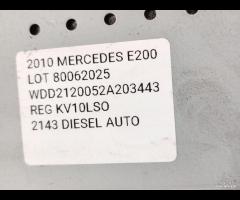 2010 MERCEDES E200
LOT 80062025
WDD2120052A203443
REG KV10LSO
2143 DIESEL AUTO